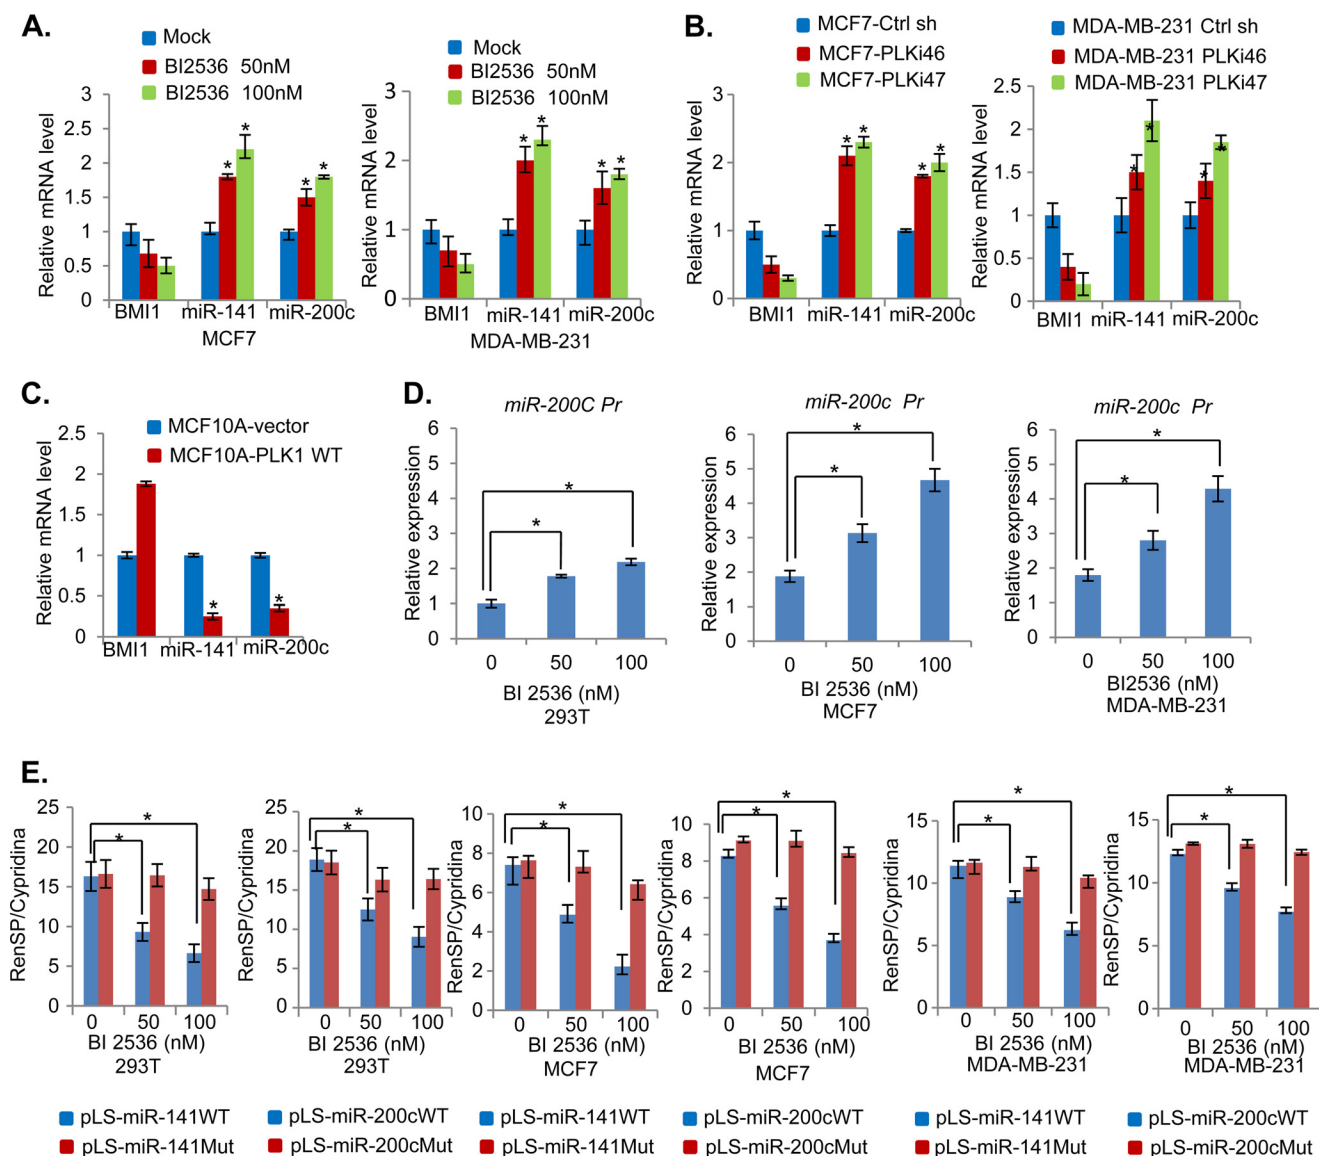 A.
Mock
BI2536 50nM
BI2536 100nM
Relative mRNA level
3
2.5
2
1.5
1
0.5
0
* * * *
BMI1 miR-141 miR-200c
MCF7
Mock
BI2536 50nM
BI2536 100nM
Relative mRNA level
3
2
1
0
* * * *
BMI1 miR-141 miR-200c
MDA-MB-231
B.
MCF7-Ctrl sh
MCF7-PLKi46
MCF7-PLKi47
Relative mRNA level
3
2
1
0
* * * *
BMI1 miR-141 miR-200c
MDA-MB-231 Ctrl sh
MDA-MB-231 PLKi46
MDA-MB-231 PLKi47
Relative mRNA level
2.5
2
1.5
1
0.5
0
* * * *
BMI1 miR-141 miR-200c
C.
MCF10A-vector
MCF10A-PLK1 WT
Relative mRNA level
2.5
2
1.5
1
0.5
0
* *
BMI1 miR-141 miR-200c
D.
miR-200C Pr
Relative expression
6
5
4
3
2
1
0
* *
0 50 100
BI 2536 (nM)
293T
miR-200c Pr
Relative expression
6
5
4
3
2
1
0
* *
0 50 100
BI 2536 (nM)
MCF7
miR-200c Pr
Relative expression
6
5
4
3
2
1
0
* *
0 50 100
BI2536 (nM)
MDA-MB-231
E.
RenSP/Cypridina
25
20
15
10
5
0
* *
0 50 100
BI 2536 (nM)
293T
pLS-miR-141WT
pLS-miR-141Mut
RenSP/Cypridina
25
20
15
10
5
0
* *
0 50 100
BI 2536 (nM)
293T
pLS-miR-200cWT
pLS-miR-200cMut
RenSP/Cypridina
10
8
6
4
2
0
* *
0 50 100
BI 2536 (nM)
MCF7
pLS-miR-141WT
pLS-miR-141Mut
RenSP/Cypridina
10
8
6
4
2
0
* *
0 50 100
BI 2536 (nM)
MCF7
pLS-miR-200cWT
pLS-miR-200cMut
RenSP/Cypridina
15
10
5
0
* *
0 50 100
BI 2536 (nM)
MDA-MB-231
pLS-miR-141WT
pLS-miR-141Mut
RenSP/Cypridina
15
10
5
0
* *
0 50 100
BI 2536 (nM)
MDA-MB-231
pLS-miR-200cWT
pLS-miR-200cMut